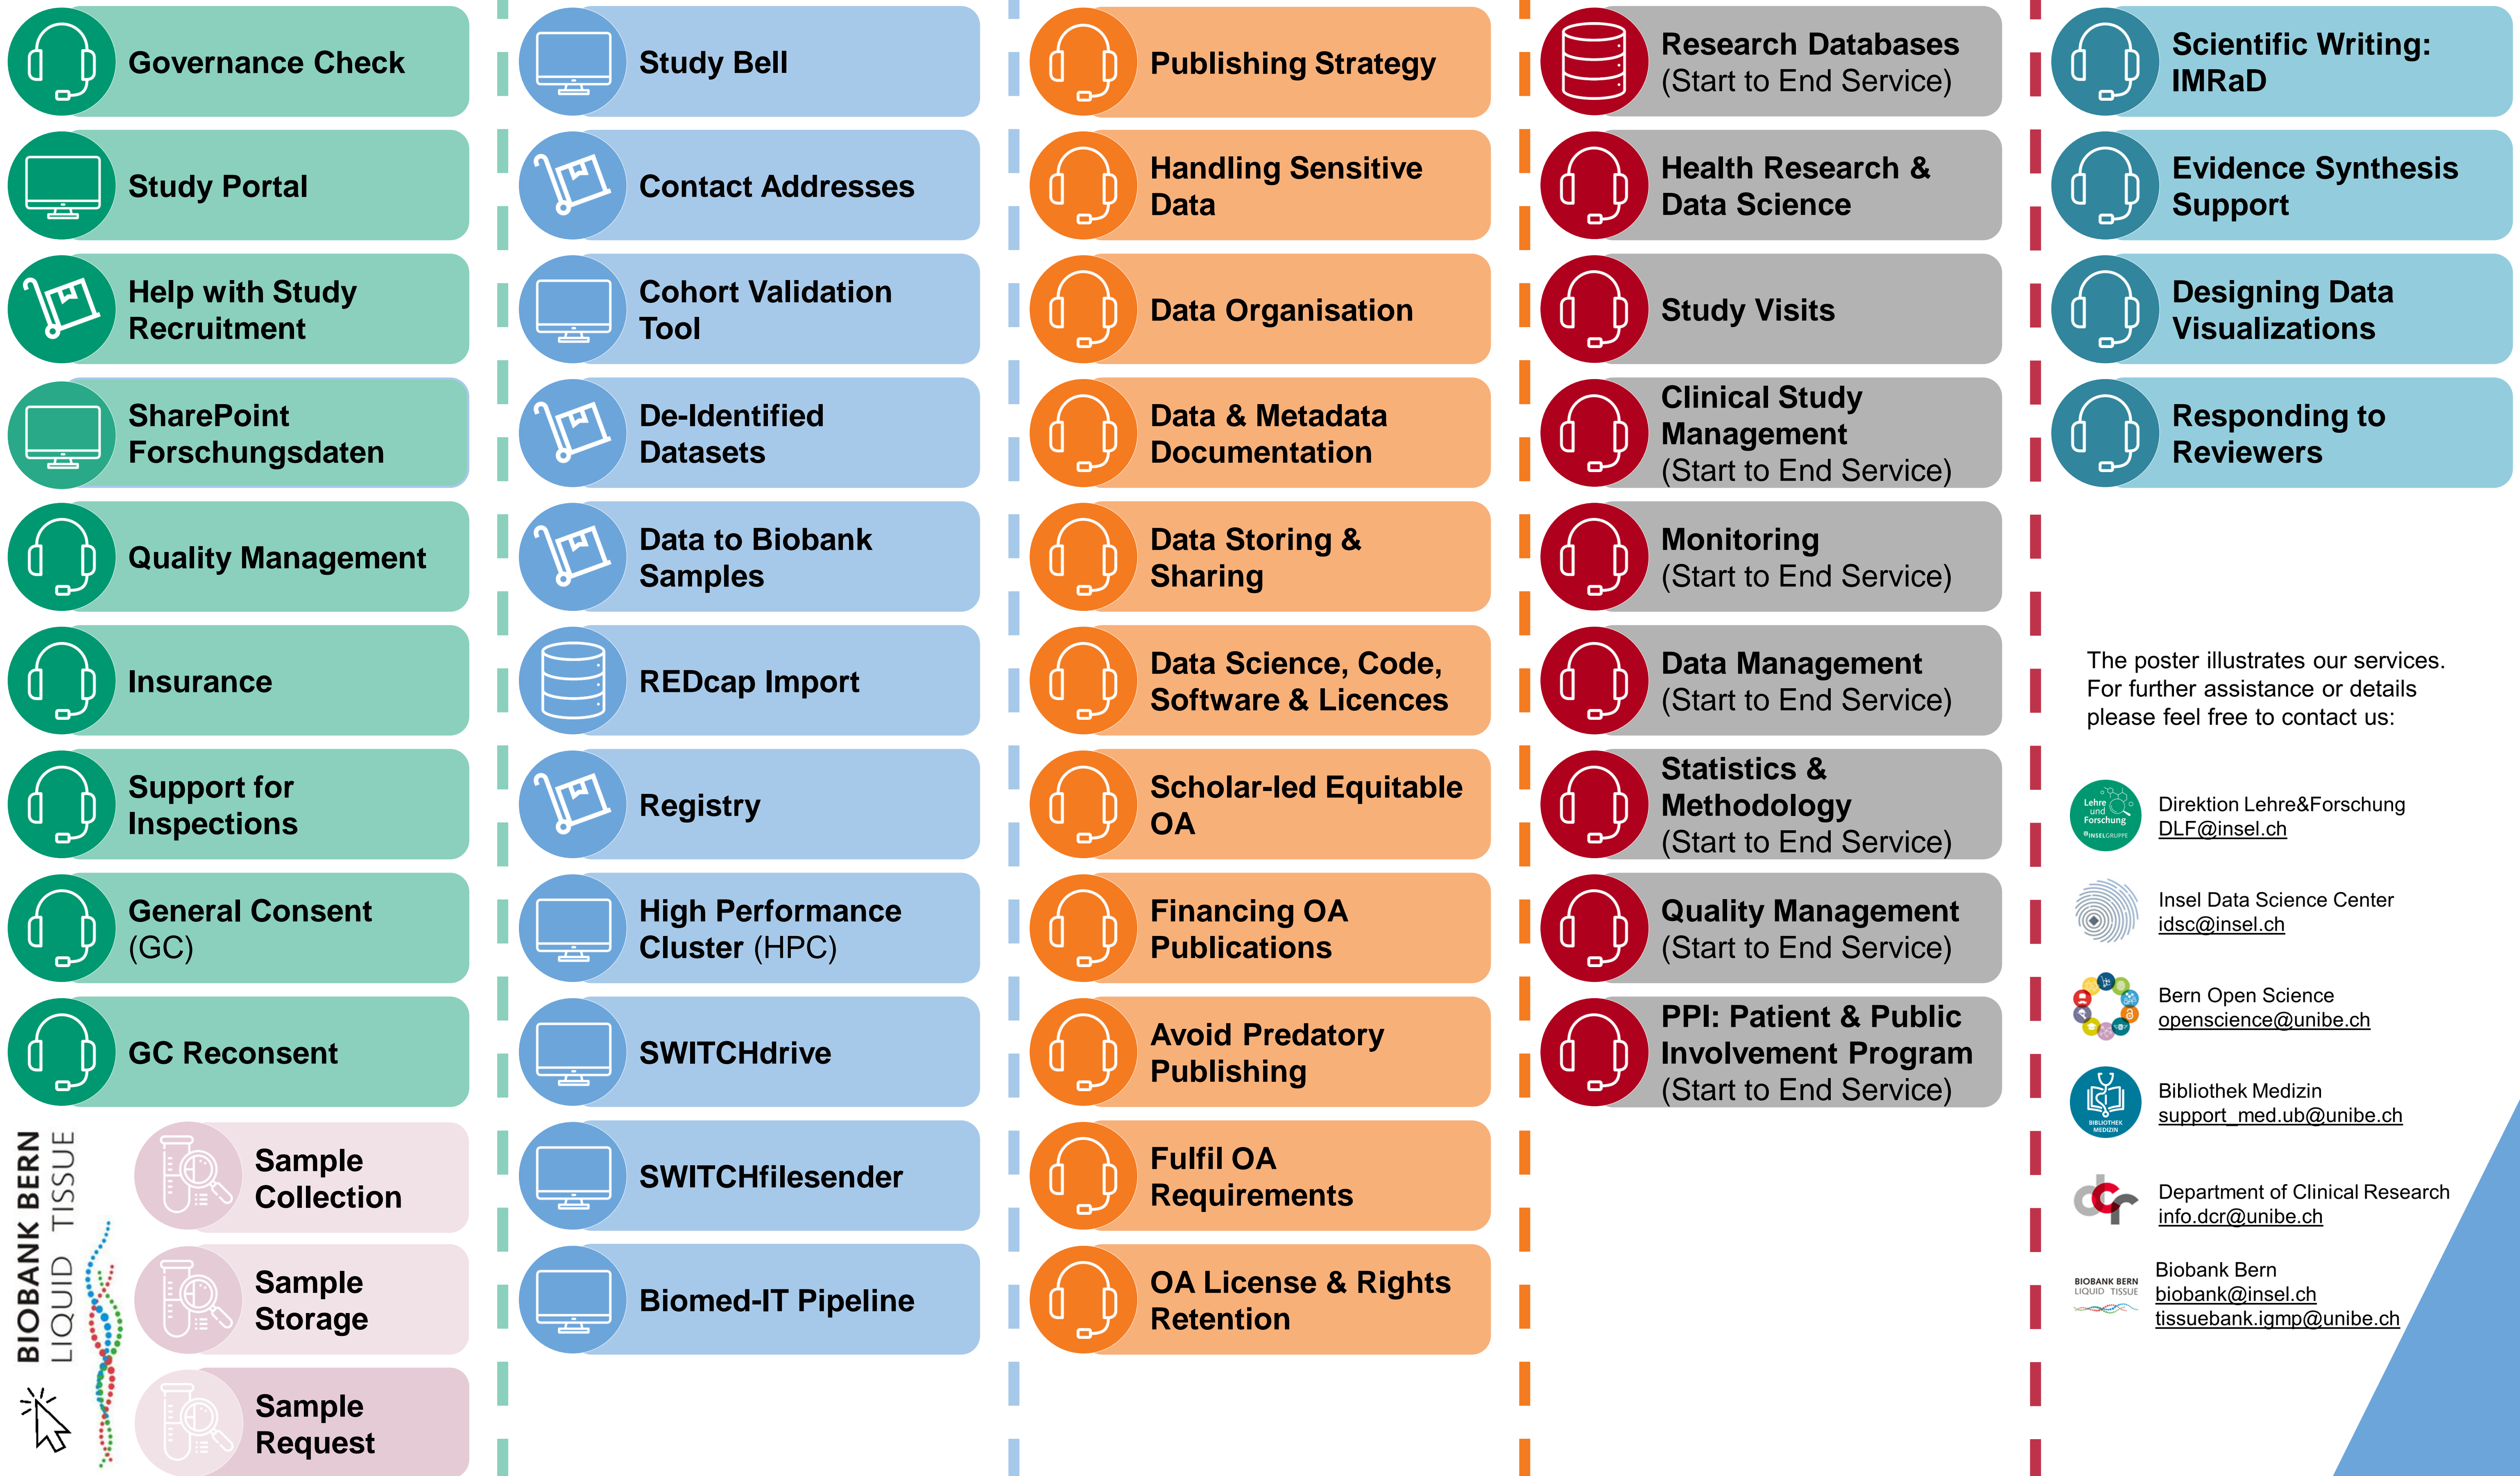 Governance Check
Study Portal
Help with Study
Recruitment
SharePoint
Forschungsdaten
Quality Management
Insurance
Support for
Inspections
General Consent
(GC)
GC Reconsent
BIOBANK BERN
LIQUID TISSUE
Sample
Collection
Sample
Storage
Sample
Request
Study Bell
Contact Addresses
Cohort Validation
Tool
De-Identified
Datasets
Data to Biobank
Samples
REDcap Import
Registry
High Performance
Cluster (HPC)
SWITCHdrive
SWITCHfilesender
Biomed-IT Pipeline
Publishing Strategy
Handling Sensitive
Data
Data Organisation
Data & Metadata
Documentation
Data Storing &
Sharing
Data Science, Code,
Software & Licences
Scholar-led Equitable
OA
Financing OA
Publications
Avoid Predatory
Publishing
Fulfil OA
Requirements
OA License & Rights
Retention
Research Databases
(Start to End Service)
Health Research &
Data Science
Study Visits
Clinical Study
Management
(Start to End Service)
Monitoring
(Start to End Service)
Data Management
(Start to End Service)
Statistics &
Methodology
(Start to End Service)
Quality Management
(Start to End Service)
PPI: Patient & Public
Involvement Program
(Start to End Service)
Scientific Writing:
IMRaD
Evidence Synthesis
Support
Designing Data
Visualizations
Responding to
Reviewers
The poster illustrates our services.
For further assistance or details
please feel free to contact us:
Lehre
und
Forschung
INSELGRUPPE
Direktion Lehre&Forschung
DLF@insel.ch
Insel Data Science Center
idsc@insel.ch
Bern Open Science
openscience@unibe.ch
BIBLIOTHEK
MEDIZIN
Bibliothek Medizin
support_med.ub@unibe.ch
dcr
Department of Clinical Research
info.dcr@unibe.ch
BIOBANK BERN
LIQUID TISSUE
Biobank Bern
biobank@insel.ch
tissuebank.igmp@unibe.ch